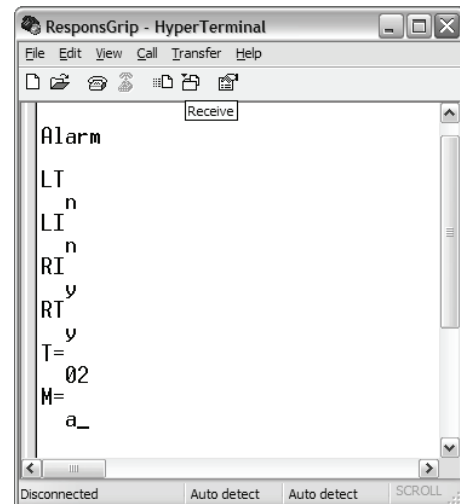 ResponsGrip - HyperTerminal
File Edit View Call Transfer Help
Receive
Alarm
LT
n
LI
n
RI
y
RT
y
T=
02
M=
a_
Disconnected Auto detect Auto detect SCROLL